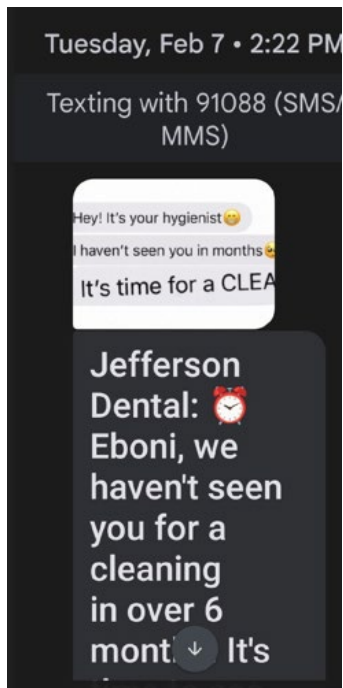 Tuesday, Feb 7 • 2:22 PM
Texting with 91088 (SMS/
MMS)
Hey! It's your hygienist😁
I haven't seen you in months🥺
It's time for a CLEA
Jefferson
Dental: ⏰
Eboni, we
haven't seen
you for a
cleaning
in over 6
It's